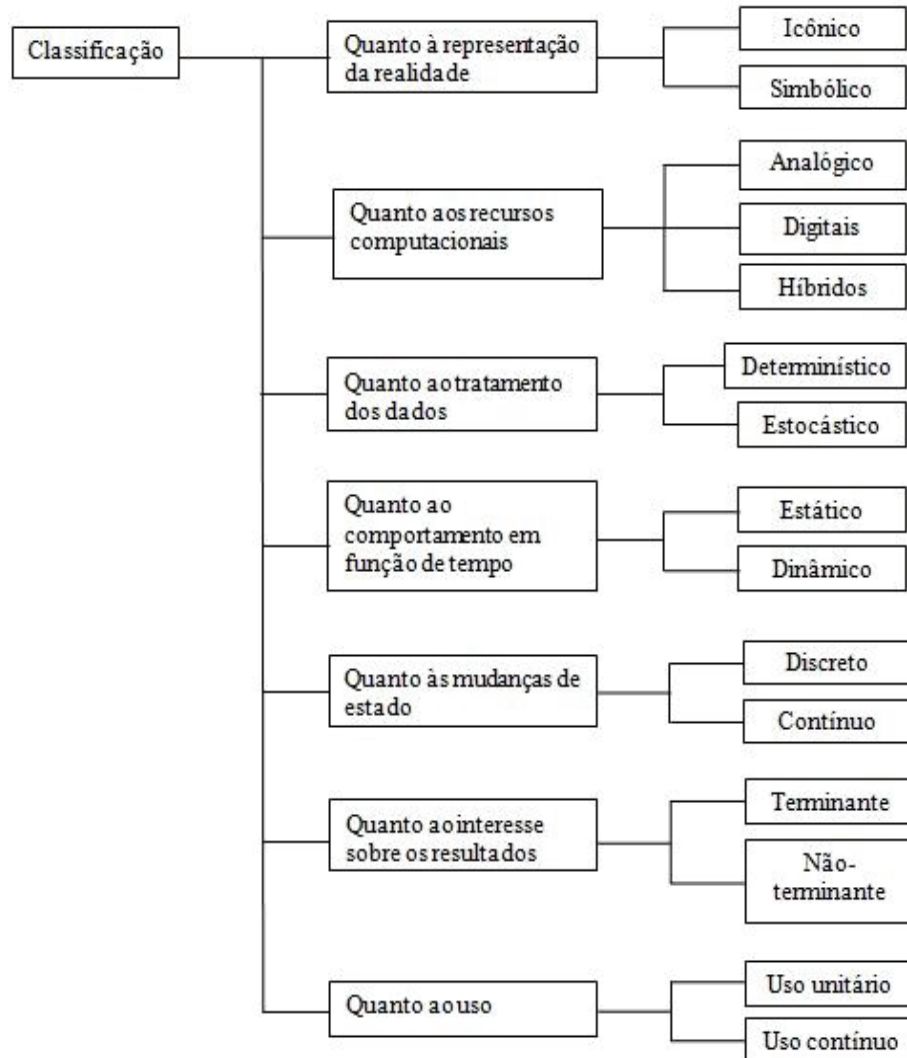 Classificação
Quanto à representação
da realidade
Icônico
Simbólico
Quanto aos recursos
computacionais
Analógico
Digitais
Híbridos
Quanto ao tratamento
dos dados
Determinístico
Estocástico
Quanto ao
comportamento em
função de tempo
Estático
Dinâmico
Quanto às mudanças de
estado
Discreto
Contínuo
Quanto ao interesse
sobre os resultados
Terminante
Não-
terminante
Quanto ao uso
Uso unitário
Uso contínuo